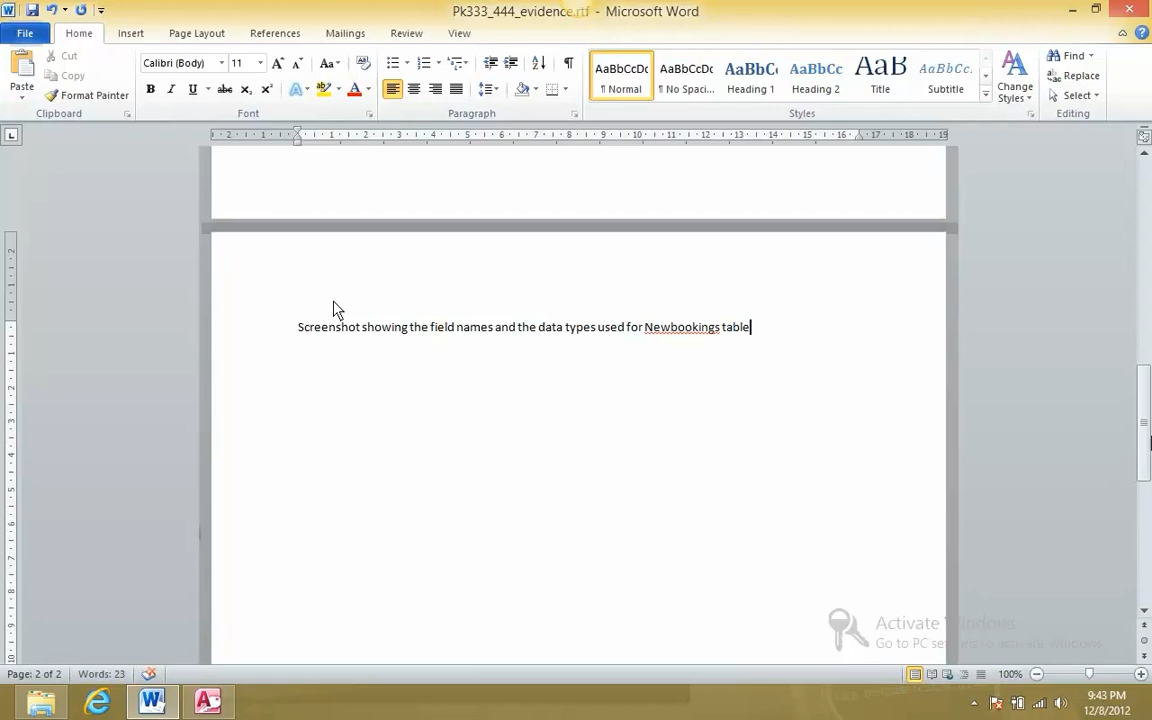 Pk333_444_evidence.rtf - Microsoft Word
File Home Insert Page Layout References Mailings Review View
Cut
Copy
Format Painter
Paste
Clipboard
Calibri (Body) 11
Font
Paragraph
AaBbCcDc AaBbCcDc AaBbC AaBbCc AaB AaBbCc.
¶ Normal ¶ No Spaci... Heading 1 Heading 2 Title Subtitle
Change Styles
Styles
Find
Replace
Select
Editing
Screenshot showing the field names and the data types used for Newbookings table
Activate Windows
Go to PC settings to activate Windows.
Page: 2 of 2 Words: 23 100%
9:43 PM
12/8/2012